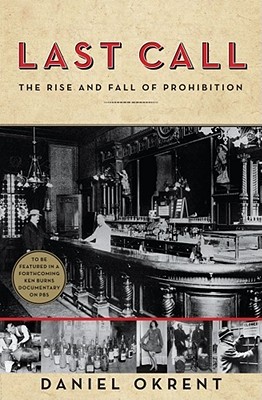 LAST CALL
THE RISE AND FALL OF PROHIBITION
TO BE
FEATURED IN A
FORTHCOMING
KEN BURNS
DOCUMENTARY
ON PBS
DANIEL OKRENT